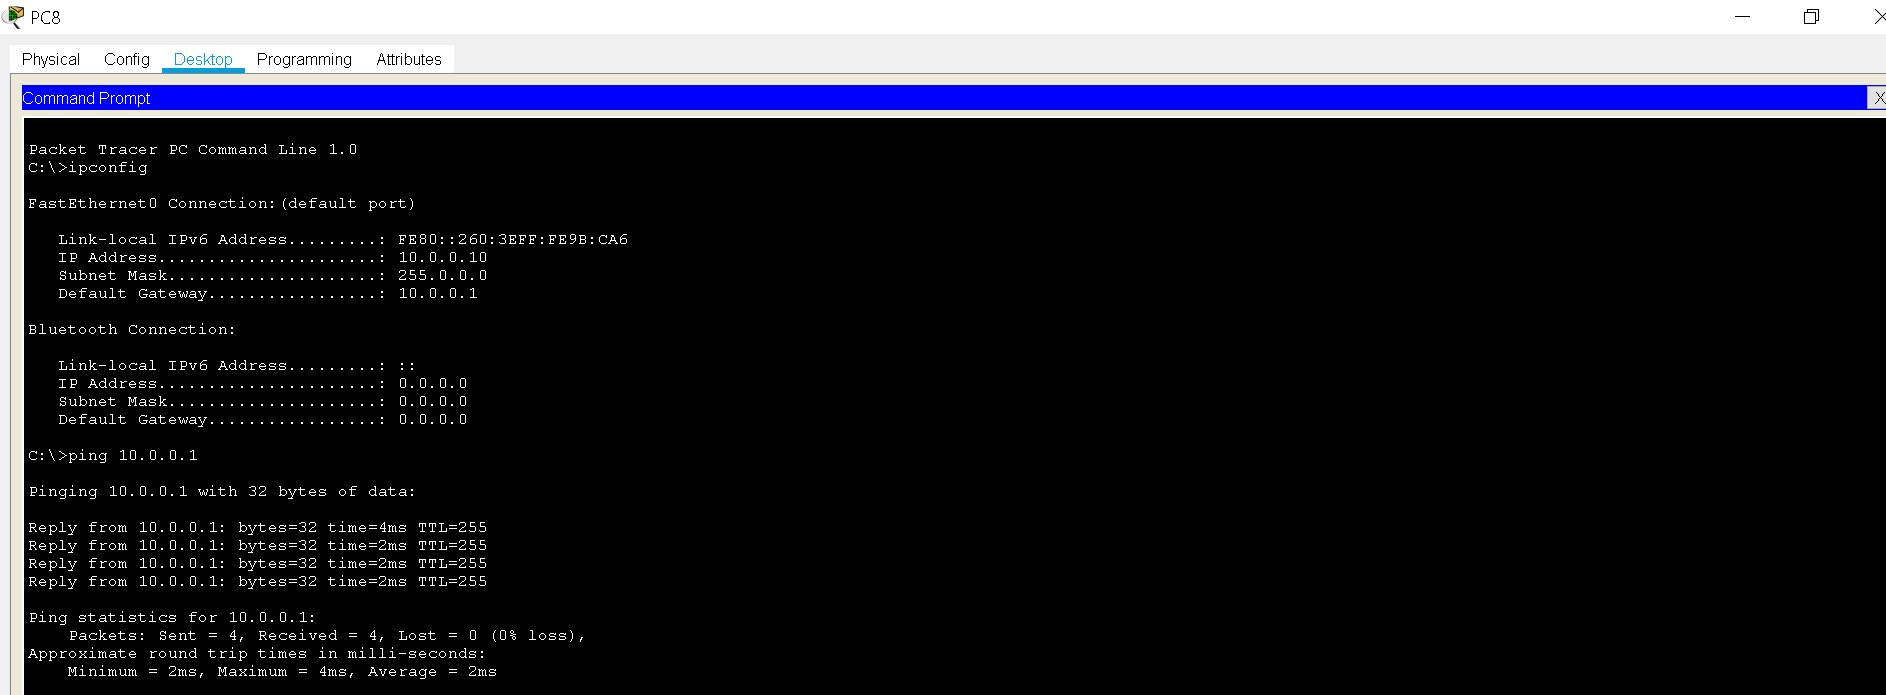 PC8
Physical Config Desktop Programming Attributes
Command Prompt
X
Packet Tracer PC Command Line 1.0
C:\>ipconfig
FastEthernet0 Connection:(default port)
Link-local IPv6 Address.........: FE80::260:3EFF:FE9B:CA6
IP Address......................: 10.0.0.10
Subnet Mask.....................: 255.0.0.0
Default Gateway.................: 10.0.0.1
Bluetooth Connection:
Link-local IPv6 Address.........: ::
IP Address......................: 0.0.0.0
Subnet Mask.....................: 0.0.0.0
Default Gateway.................: 0.0.0.0
C:\>ping 10.0.0.1
Pinging 10.0.0.1 with 32 bytes of data:
Reply from 10.0.0.1: bytes=32 time=4ms TTL=255
Reply from 10.0.0.1: bytes=32 time=2ms TTL=255
Reply from 10.0.0.1: bytes=32 time=2ms TTL=255
Reply from 10.0.0.1: bytes=32 time=2ms TTL=255
Ping statistics for 10.0.0.1:
Packets: Sent = 4, Received = 4, Lost = 0 (0% loss),
Approximate round trip times in milli-seconds:
Minimum = 2ms, Maximum = 4ms, Average = 2ms